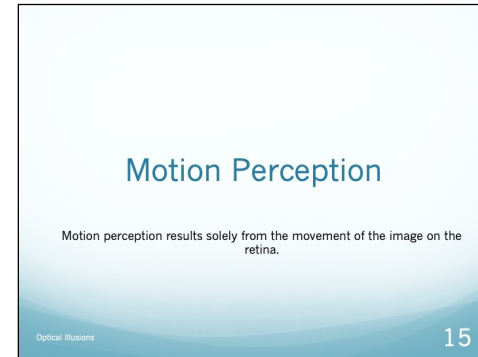 Motion Perception
Motion perception results solely from the movement of the image on the
retina.
Optical Illusions
15